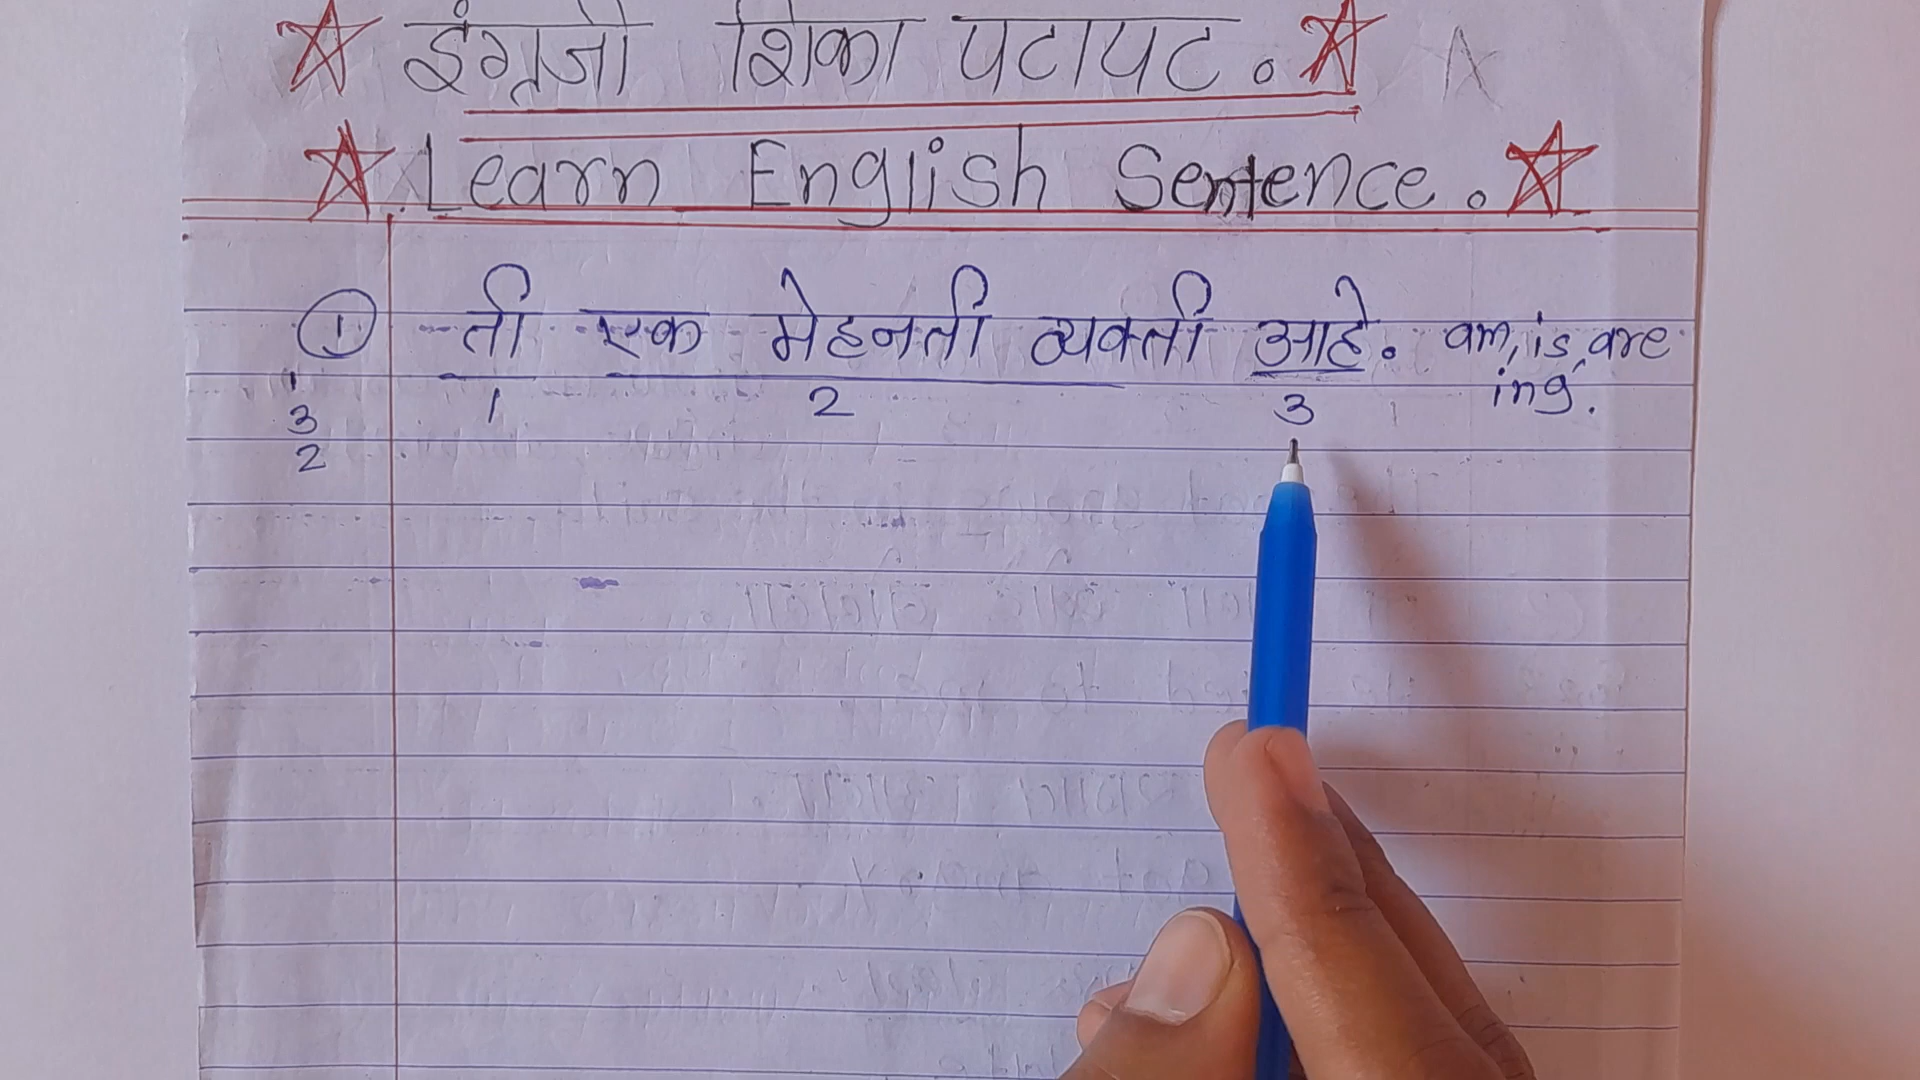 इंग्रजी शिका पटापट.
Learn English Sentence.
① ती एक मेहनती व्यक्ती आहे. am, is, are
ing.
1 2 3
1
3
2